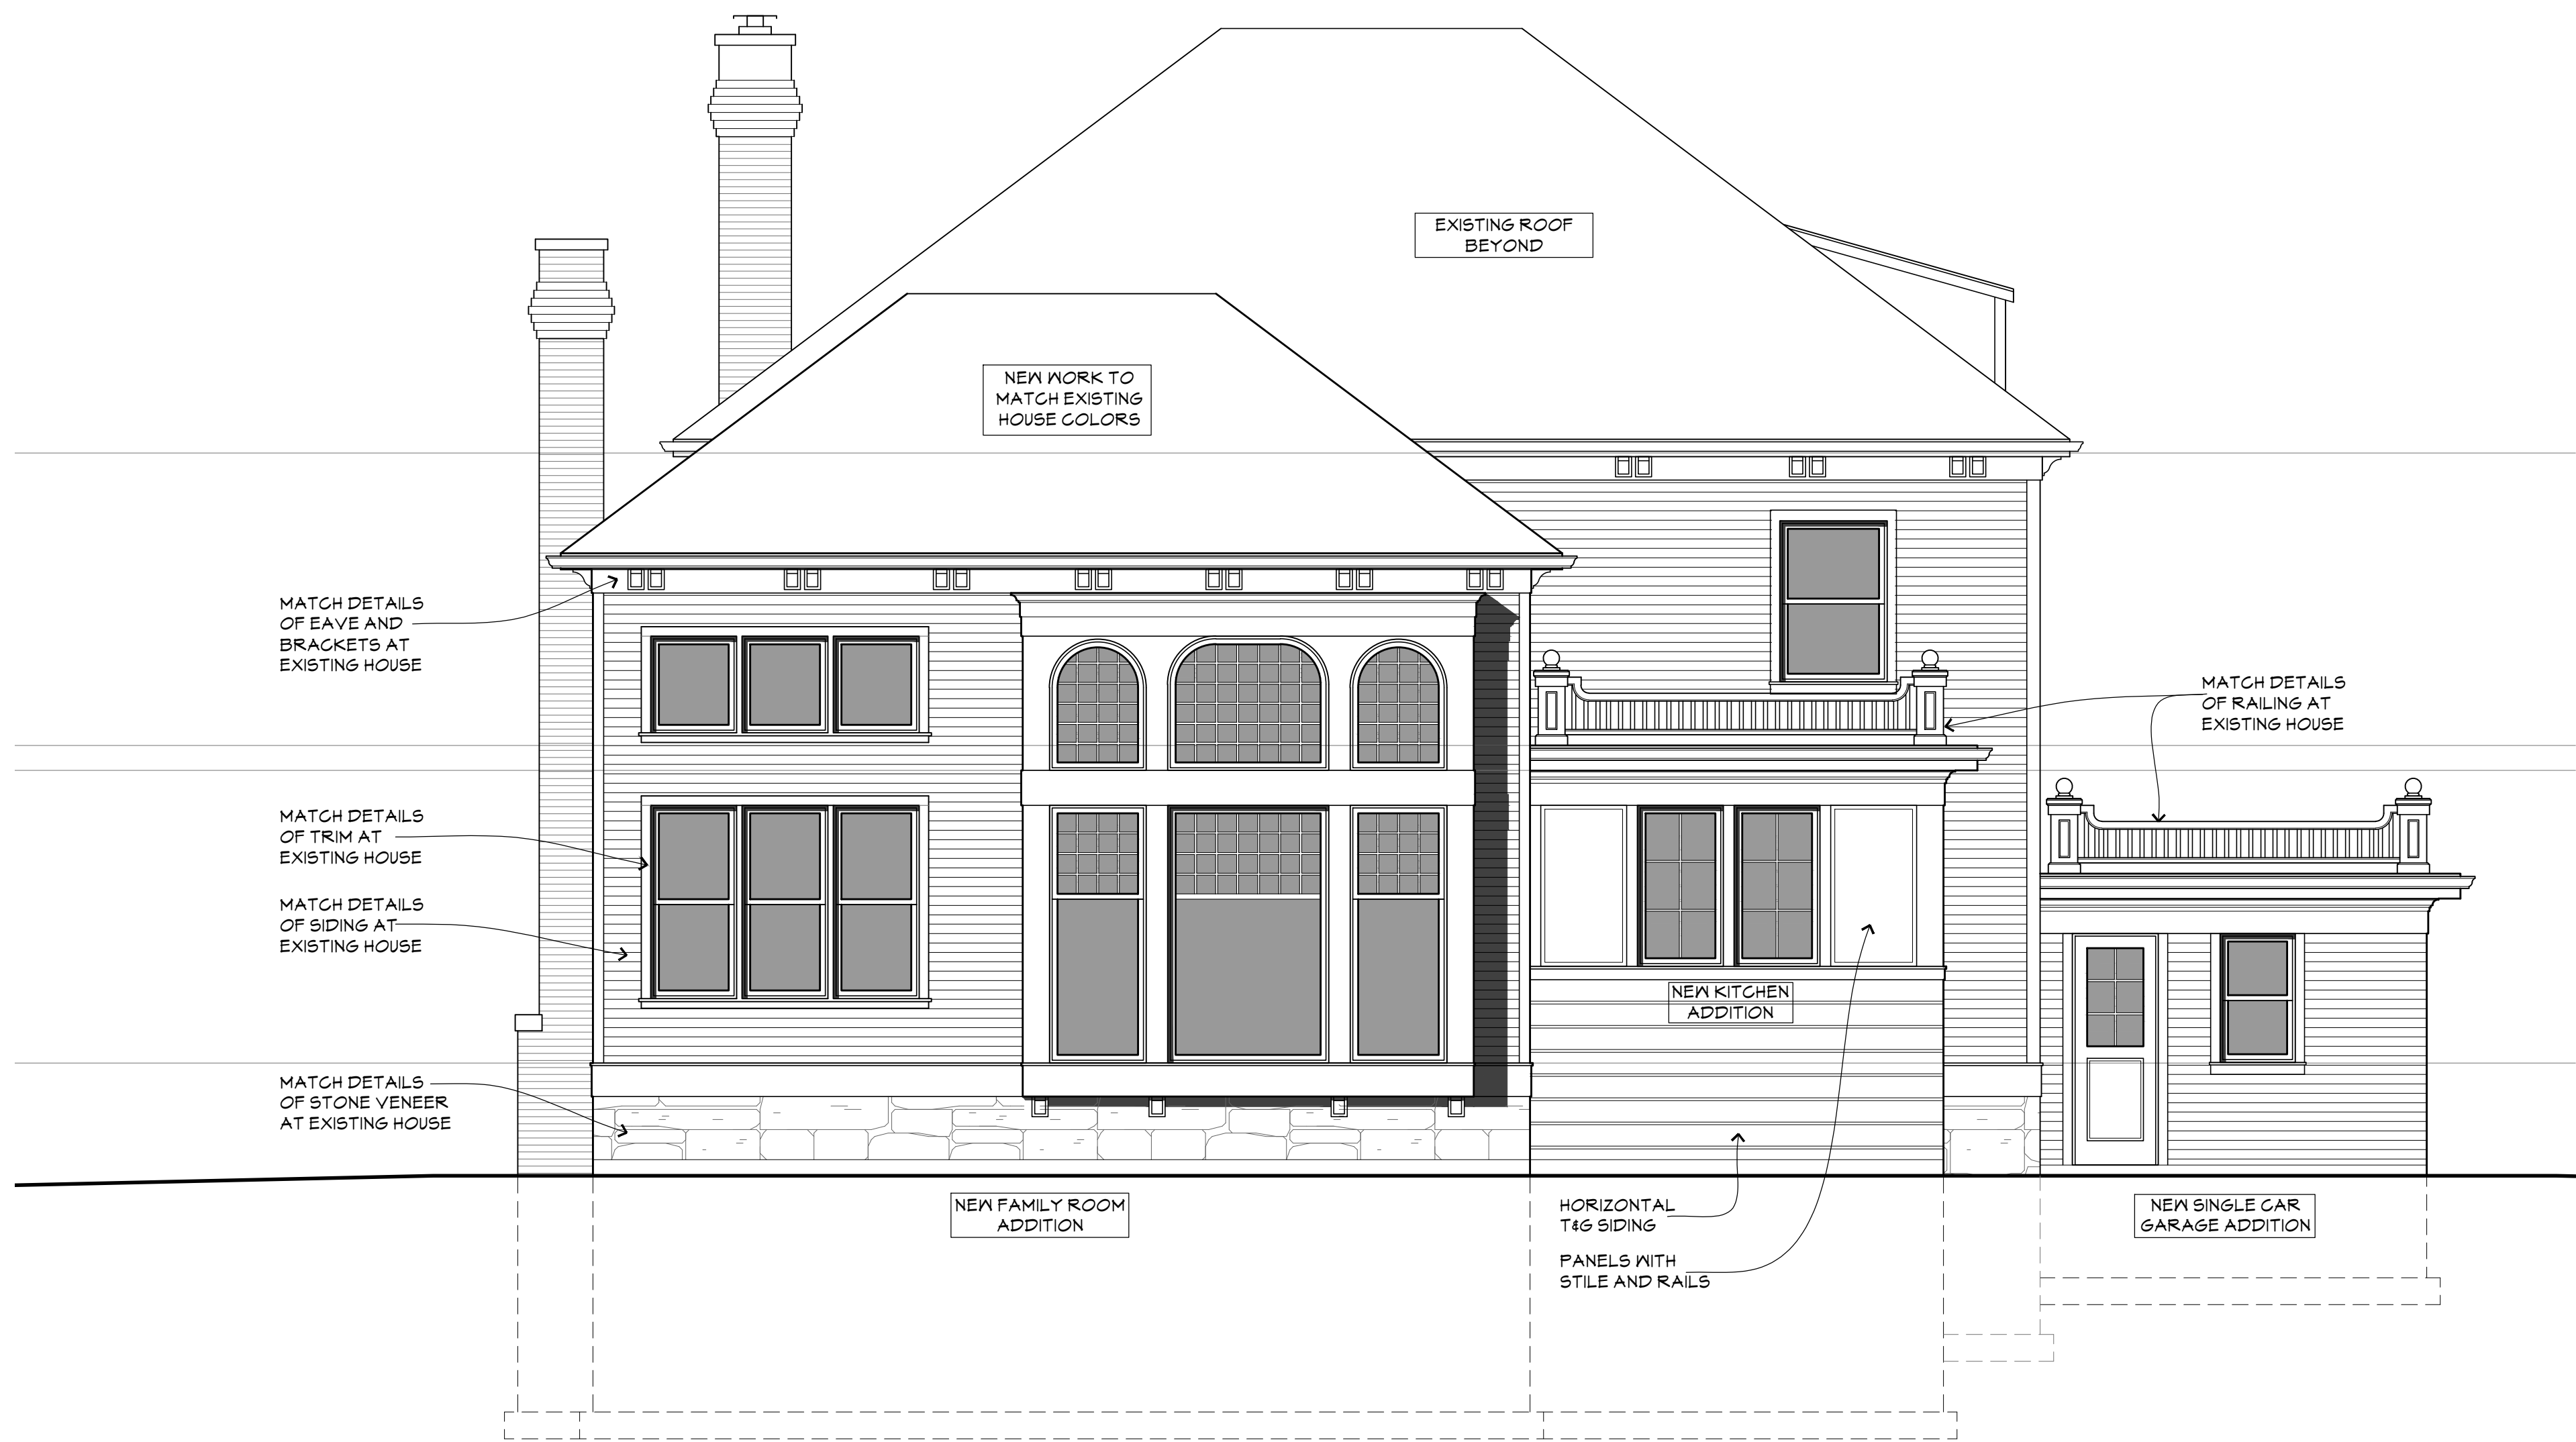 EXISTING ROOF
BEYOND
NEW WORK TO
MATCH EXISTING
HOUSE COLORS
MATCH DETAILS
OF EAVE AND
BRACKETS AT
EXISTING HOUSE
MATCH DETAILS
OF RAILING AT
EXISTING HOUSE
MATCH DETAILS
OF TRIM AT
EXISTING HOUSE
MATCH DETAILS
OF SIDING AT
EXISTING HOUSE
NEW KITCHEN
ADDITION
MATCH DETAILS
OF STONE VENEER
AT EXISTING HOUSE
NEW FAMILY ROOM
ADDITION
HORIZONTAL
T&G SIDING
PANELS WITH
STILE AND RAILS
NEW SINGLE CAR
GARAGE ADDITION